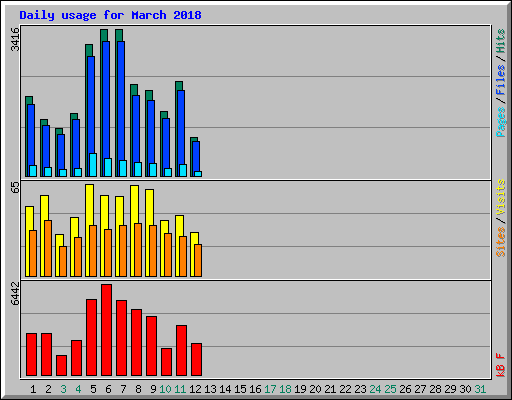 Daily usage for March 2018
3416
65
6442
Pages/Files/Hits
Sites/Visits
kB F
1 2 3 4 5 6 7 8 9 10 11 12 13 14 15 16 17 18 19 20 21 22 23 24 25 26 27 28 29 30 31